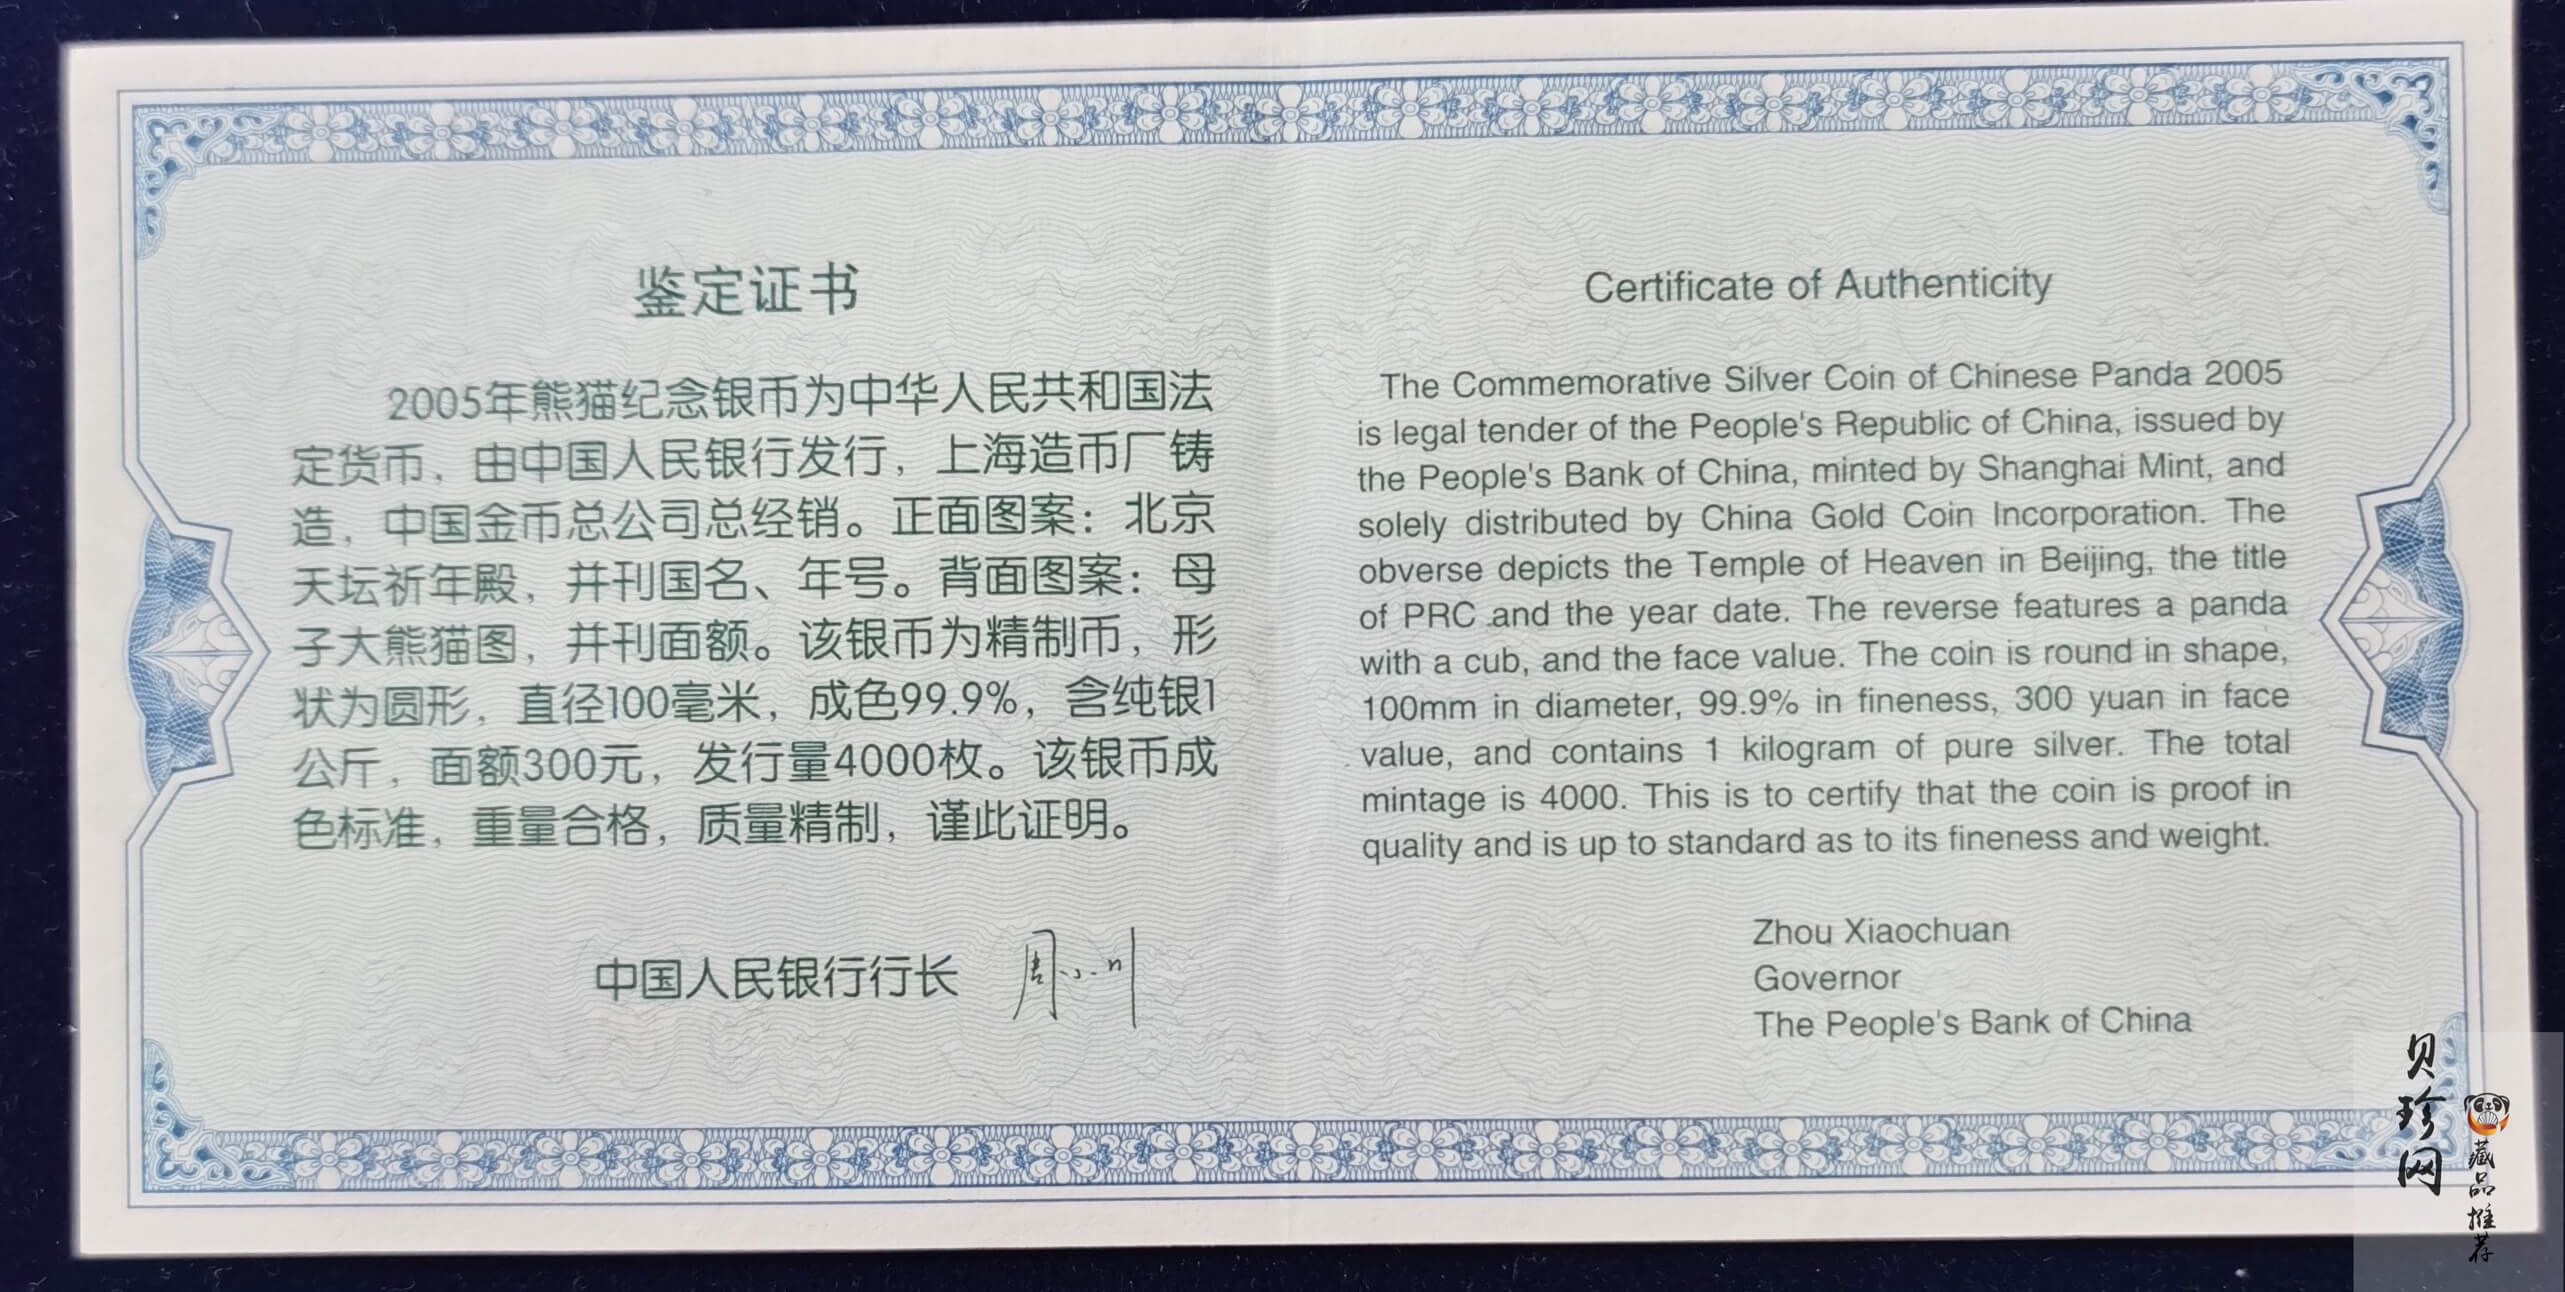 鉴定证书
2005年熊猫纪念银币为中华人民共和国法
定货币，由中国人民银行发行，上海造币厂铸
造，中国金币总公司总经销。正面图案：北京
天坛祈年殿，并刊国名、年号。背面图案：母
子大熊猫图，并刊面额。该银币为精制币，形
状为圆形，直径100毫米，成色99.9%，含纯银1
公斤，面额300元，发行量4000枚。该银币成
色标准，重量合格，质量精制，谨此证明。
中国人民银行行长 周小川
Certificate of Authenticity
The Commemorative Silver Coin of Chinese Panda 2005
is legal tender of the People's Republic of China, issued by
the People's Bank of China, minted by Shanghai Mint, and
solely distributed by China Gold Coin Incorporation. The
obverse depicts the Temple of Heaven in Beijing, the title
of PRC and the year date. The reverse features a panda
with a cub, and the face value. The coin is round in shape,
100mm in diameter, 99.9% in fineness, 300 yuan in face
value, and contains 1 kilogram of pure silver. The total
mintage is 4000. This is to certify that the coin is proof in
quality and is up to standard as to its fineness and weight.
Zhou Xiaochuan
Governor
The People's Bank of China
贝珍网
藏品推荐